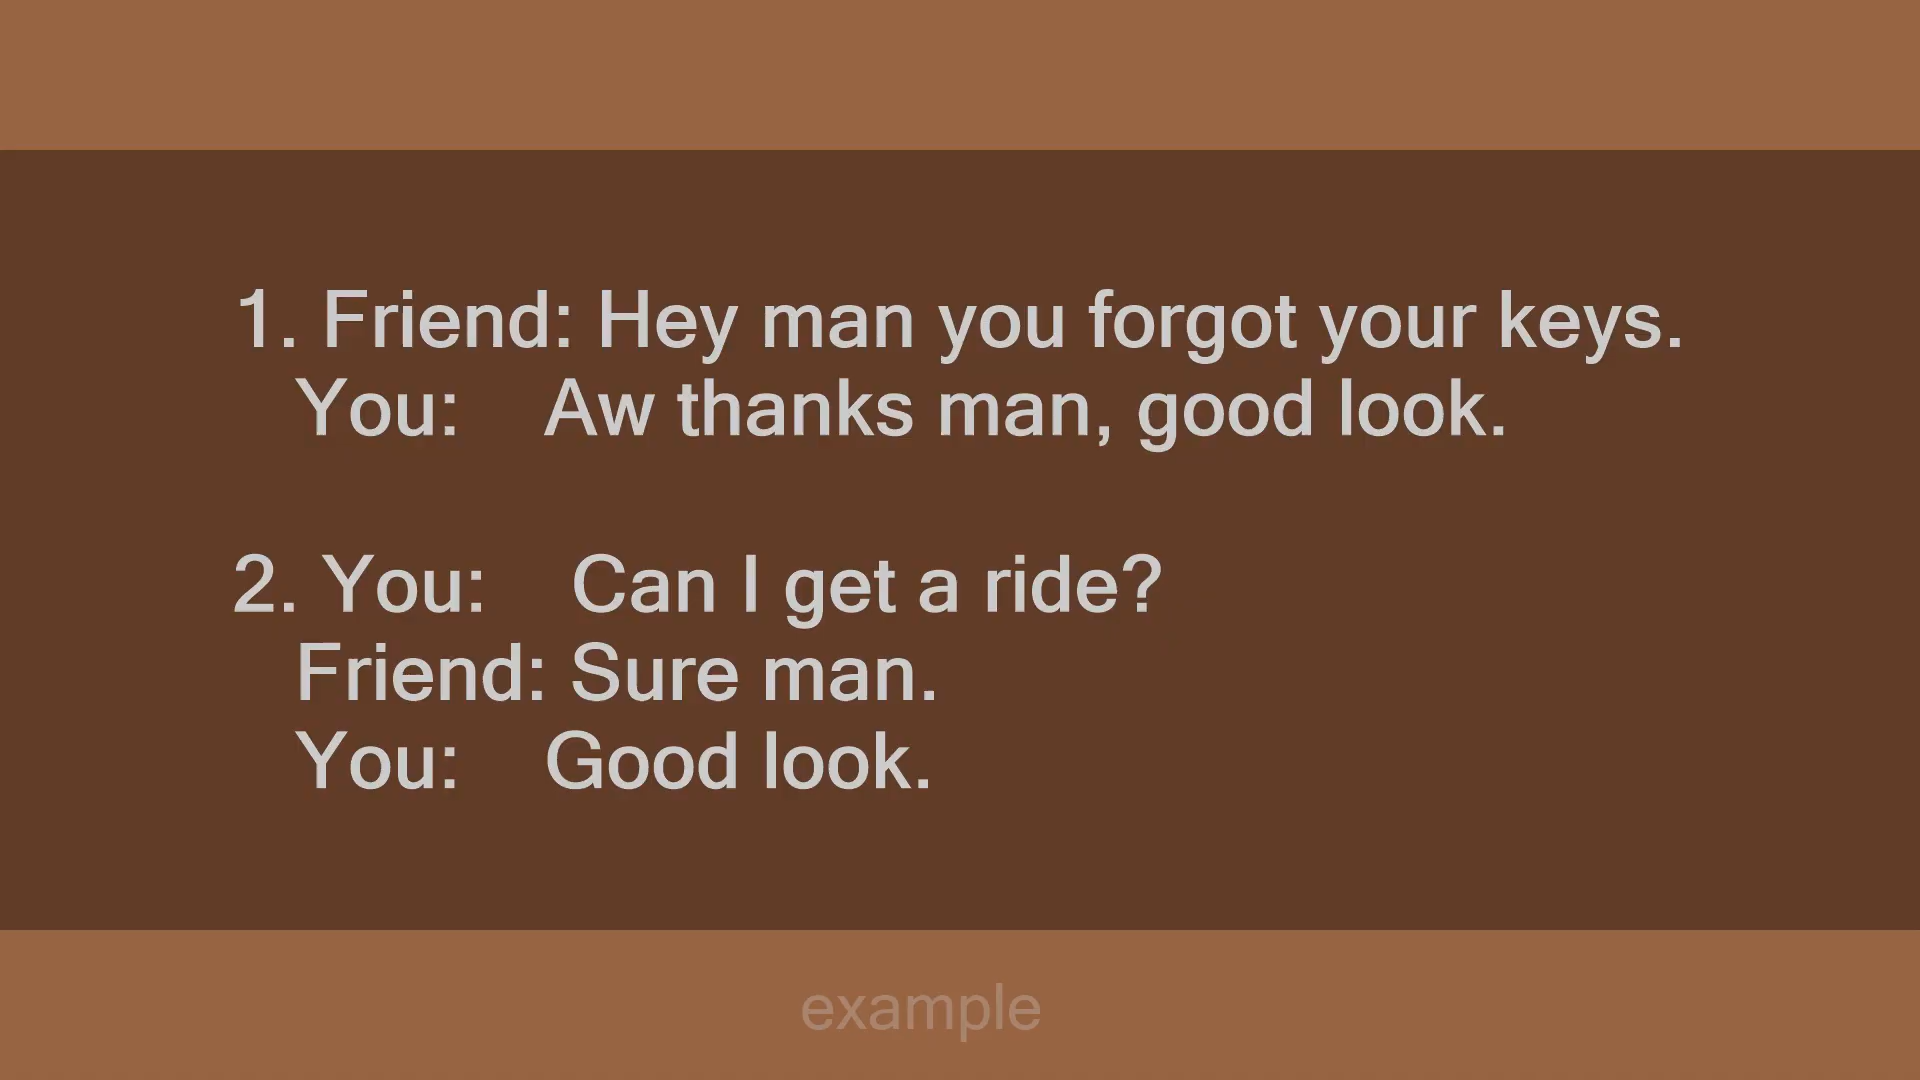 1. Friend: Hey man you forgot your keys.
You: Aw thanks man, good look.
2. You: Can I get a ride?
Friend: Sure man.
You: Good look.
example